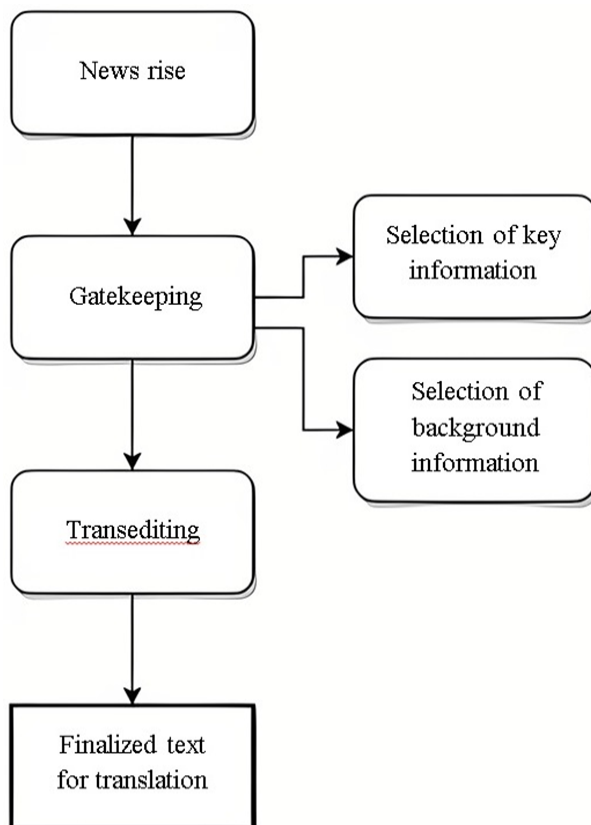 News rise
Gatekeeping
Selection of key
information
Selection of
background
information
Transediting
Finalized text
for translation